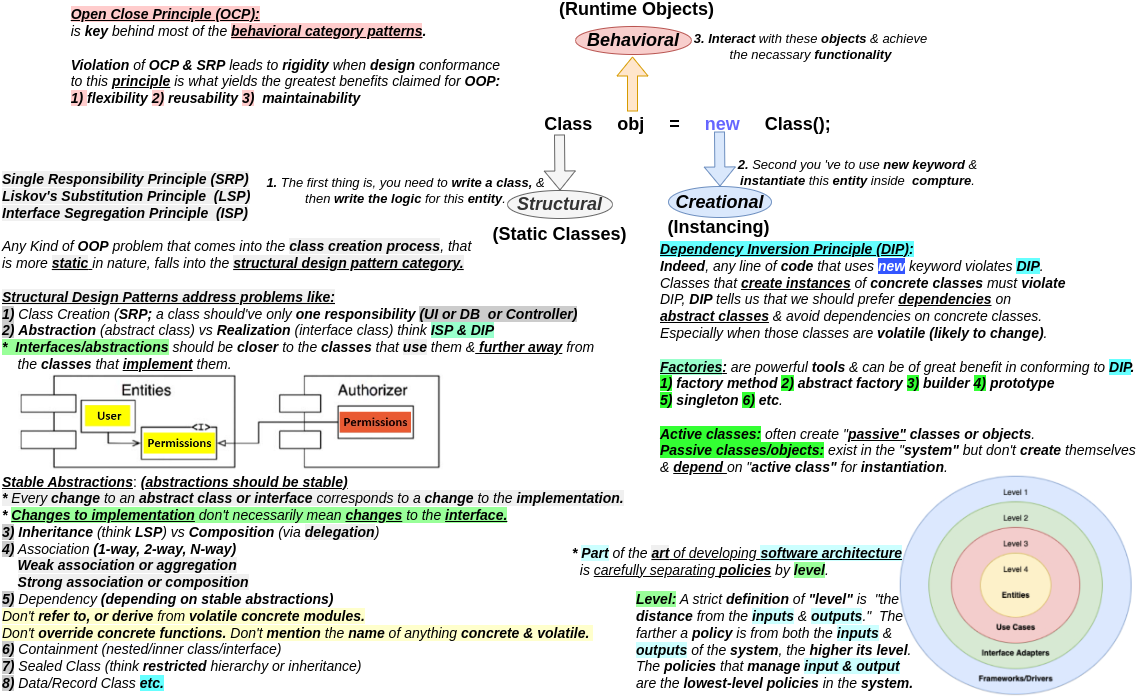 Open Close Principle (OCP):
is key behind most of the behavioral category patterns.
Violation of OCP & SRP leads to rigidity when design conformance
to this principle is what yields the greatest benefits claimed for OOP:
1) flexibility 2) reusability 3) maintainability
(Runtime Objects)
Behavioral
3. Interact with these objects & achieve
the necassary functionality
Class obj = new Class();
1. The first thing is, you need to write a class, &
then write the logic for this entity.
Structural
(Static Classes)
2. Second you 've to use new keyword &
instantiate this entity inside compture.
Creational
(Instancing)
Single Responsibility Principle (SRP)
Liskov's Substitution Principle (LSP)
Interface Segregation Principle (ISP)
Any Kind of OOP problem that comes into the class creation process, that
is more static in nature, falls into the structural design pattern category.
Structural Design Patterns address problems like:
1) Class Creation (SRP; a class should've only one responsibility (UI or DB or Controller)
2) Abstraction (abstract class) vs Realization (interface class) think ISP & DIP
* Interfaces/abstractions should be closer to the classes that use them & further away from
the classes that implement them.
Entities
User
<I>
Permissions
Authorizer
Permissions
Stable Abstractions: (abstractions should be stable)
* Every change to an abstract class or interface corresponds to a change to the implementation.
* Changes to implementation don't necessarily mean changes to the interface.
3) Inheritance (think LSP) vs Composition (via delegation)
4) Association (1-way, 2-way, N-way)
Weak association or aggregation
Strong association or composition
5) Dependency (depending on stable abstractions)
Don't refer to, or derive from volatile concrete modules.
Don't override concrete functions. Don't mention the name of anything concrete & volatile.
6) Containment (nested/inner class/interface)
7) Sealed Class (think restricted hierarchy or inheritance)
8) Data/Record Class etc.
Dependency Inversion Principle (DIP):
Indeed, any line of code that uses new keyword violates DIP.
Classes that create instances of concrete classes must violate
DIP, DIP tells us that we should prefer dependencies on
abstract classes & avoid dependencies on concrete classes.
Especially when those classes are volatile (likely to change).
Factories: are powerful tools & can be of great benefit in conforming to DIP.
1) factory method 2) abstract factory 3) builder 4) prototype
5) singleton 6) etc.
Active classes: often create "passive" classes or objects.
Passive classes/objects: exist in the "system" but don't create themselves
& depend on "active class" for instantiation.
* Part of the art of developing software architecture
is carefully separating policies by level.
Level: A strict definition of "level" is "the
distance from the inputs & outputs." The
farther a policy is from both the inputs &
outputs of the system, the higher its level.
The policies that manage input & output
are the lowest-level policies in the system.
Level 1
Level 2
Level 3
Level 4
Entities
Use Cases
Interface Adapters
Frameworks/Drivers